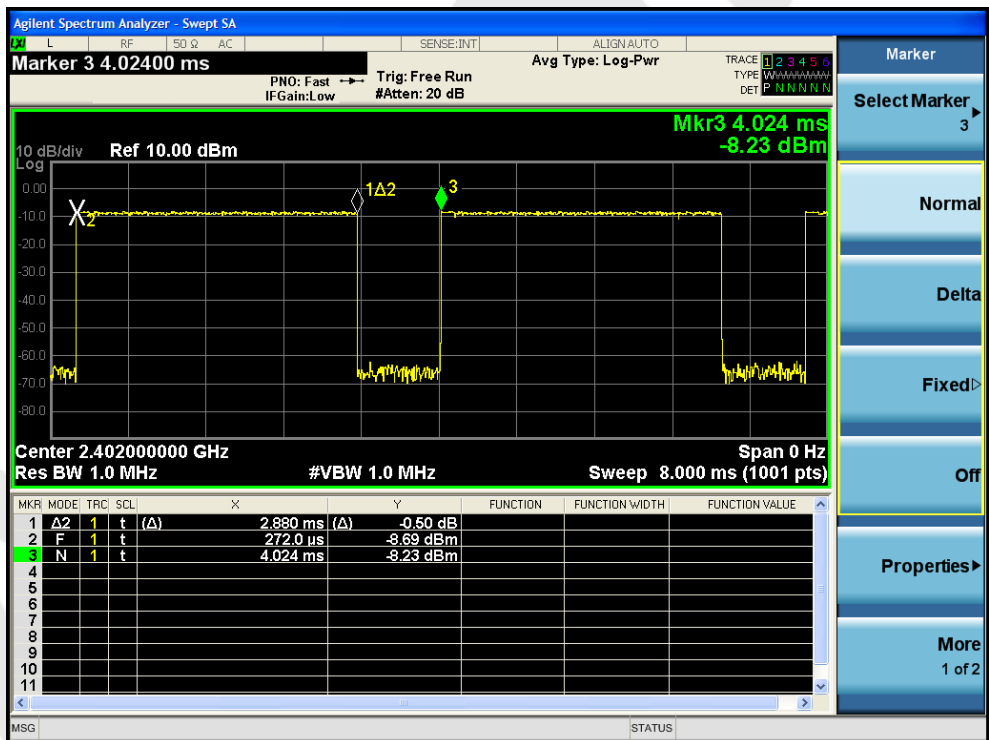 Agilent Spectrum Analyzer - Swept SA
LXI L RF 50 Ω AC SENSE:INT ALIGN AUTO
Marker 3 4.02400 ms
PNO: Fast
IFGain:Low
Trig: Free Run
#Atten: 20 dB
Avg Type: Log-Pwr
TRACE 1 2 3 4 5 6
TYPE W
DET P N N N N N
Mkr3 4.024 ms
-8.23 dBm
10 dB/div Ref 10.00 dBm
Log
0.00
-10.0
-20.0
-30.0
-40.0
-50.0
-60.0
-70.0
-80.0
2
1Δ2
3
Center 2.402000000 GHz Span 0 Hz
Res BW 1.0 MHz #VBW 1.0 MHz Sweep 8.000 ms (1001 pts)
MKR MODE TRC SCL X Y FUNCTION FUNCTION WIDTH FUNCTION VALUE
1 Δ2 1 t (Δ) 2.880 ms (Δ) -0.50 dB
2 F 1 t 272.0 µs -8.69 dBm
3 N 1 t 4.024 ms -8.23 dBm
4
5
6
7
8
9
10
11
MSG STATUS
Marker
Select Marker
3
Normal
Delta
Fixed
Off
Properties
More
1 of 2